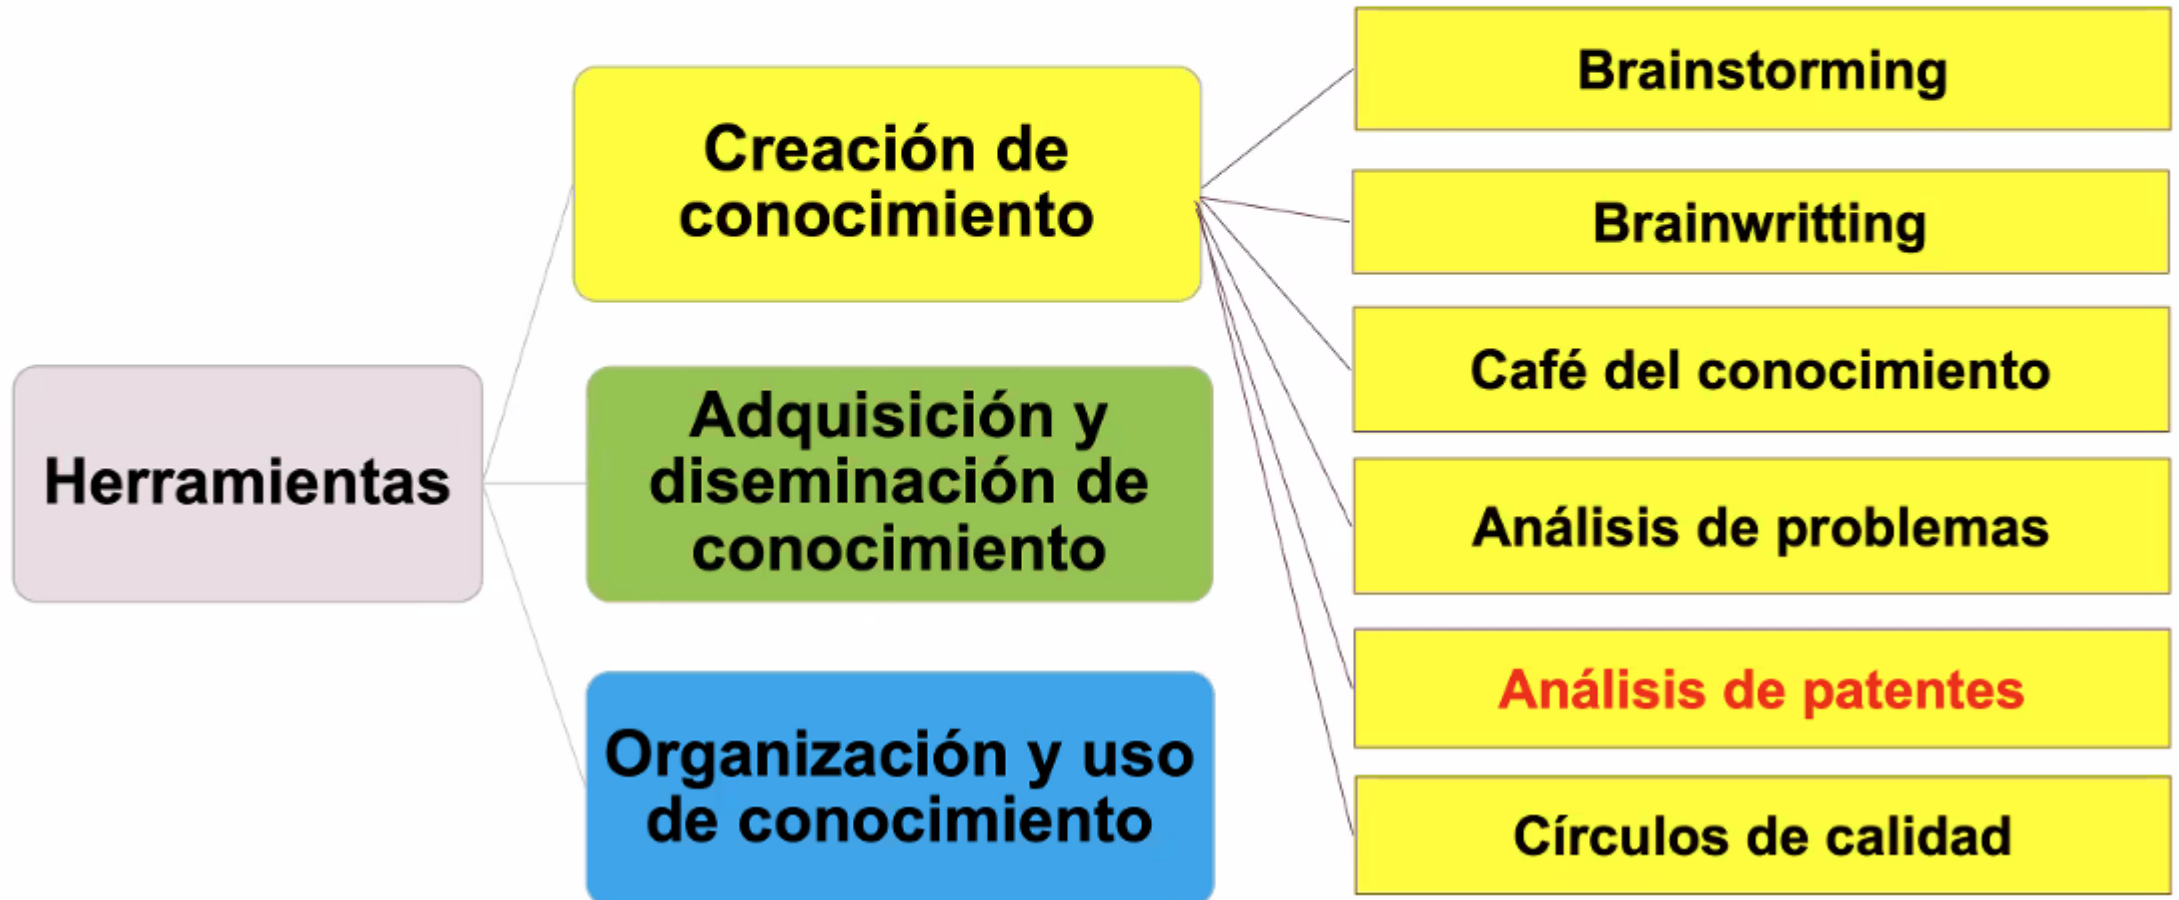 Herramientas
Creación de
conocimiento
Adquisición y
diseminación de
conocimiento
Organización y uso
de conocimiento
Brainstorming
Brainwritting
Café del conocimiento
Análisis de problemas
Análisis de patentes
Círculos de calidad